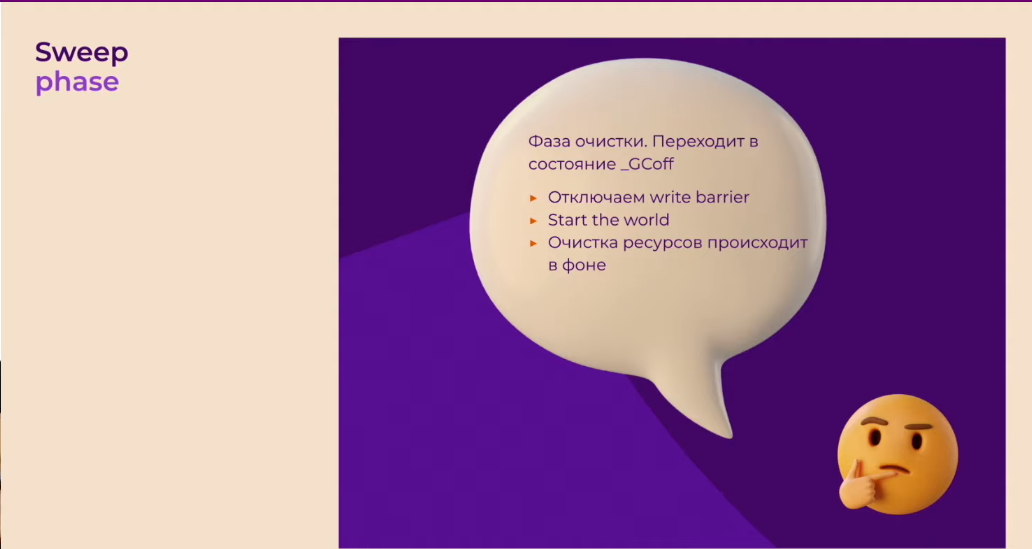 Sweep
phase
Фаза очистки. Переходит в
состояние _GCoff
▸ Отключаем write barrier
▸ Start the world
▸ Очистка ресурсов происходит
в фоне